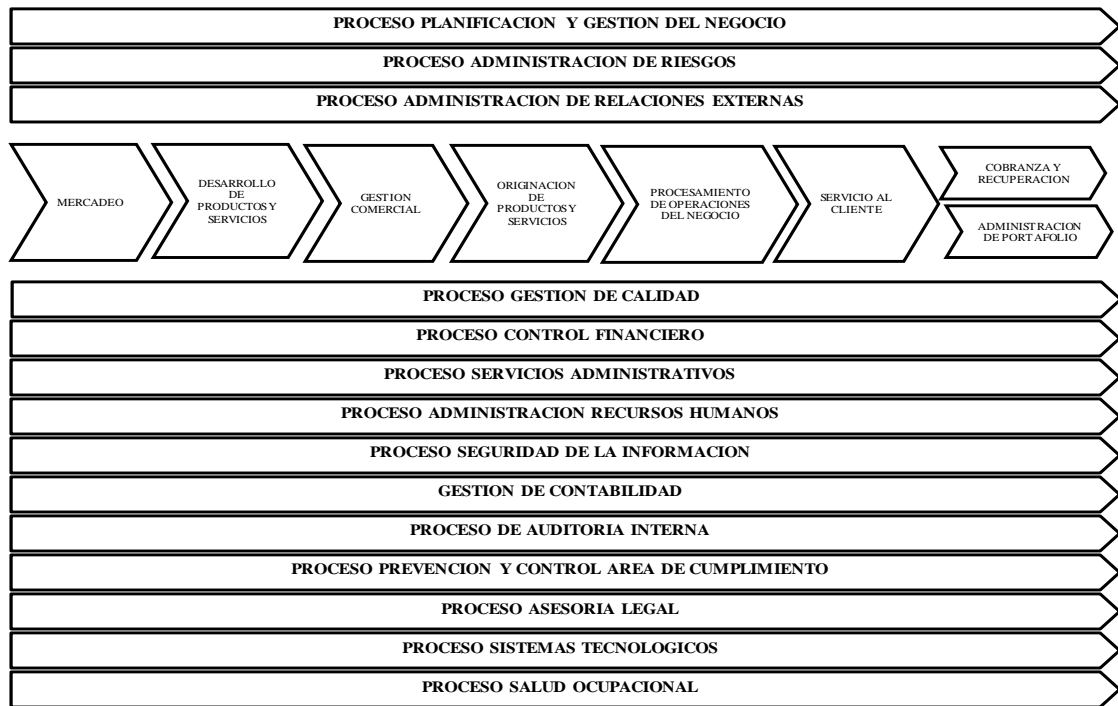 PROCESO PLANIFICACION Y GESTION DEL NEGOCIO
PROCESO ADMINISTRACION DE RIESGOS
PROCESO ADMINISTRACION DE RELACIONES EXTERNAS
MERCADEO
DESARROLLO
DE
PRODUCTOS Y
SERVICIOS
GESTION
COMERCIAL
ORIGINACION
DE
PRODUCTOS Y
SERVICIOS
PROCESAMIENTO
DE OPERACIONES
DEL NEGOCIO
SERVICIO AL
CLIENTE
COBRANZA Y
RECUPERACION
ADMINISTRACION
DE PORTAFOLIO
PROCESO GESTION DE CALIDAD
PROCESO CONTROL FINANCIERO
PROCESO SERVICIOS ADMINISTRATIVOS
PROCESO ADMINISTRACION RECURSOS HUMANOS
PROCESO SEGURIDAD DE LA INFORMACION
GESTION DE CONTABILIDAD
PROCESO DE AUDITORIA INTERNA
PROCESO PREVENCION Y CONTROL AREA DE CUMPLIMIENTO
PROCESO ASESORIA LEGAL
PROCESO SISTEMAS TECNOLOGICOS
PROCESO SALUD OCUPACIONAL